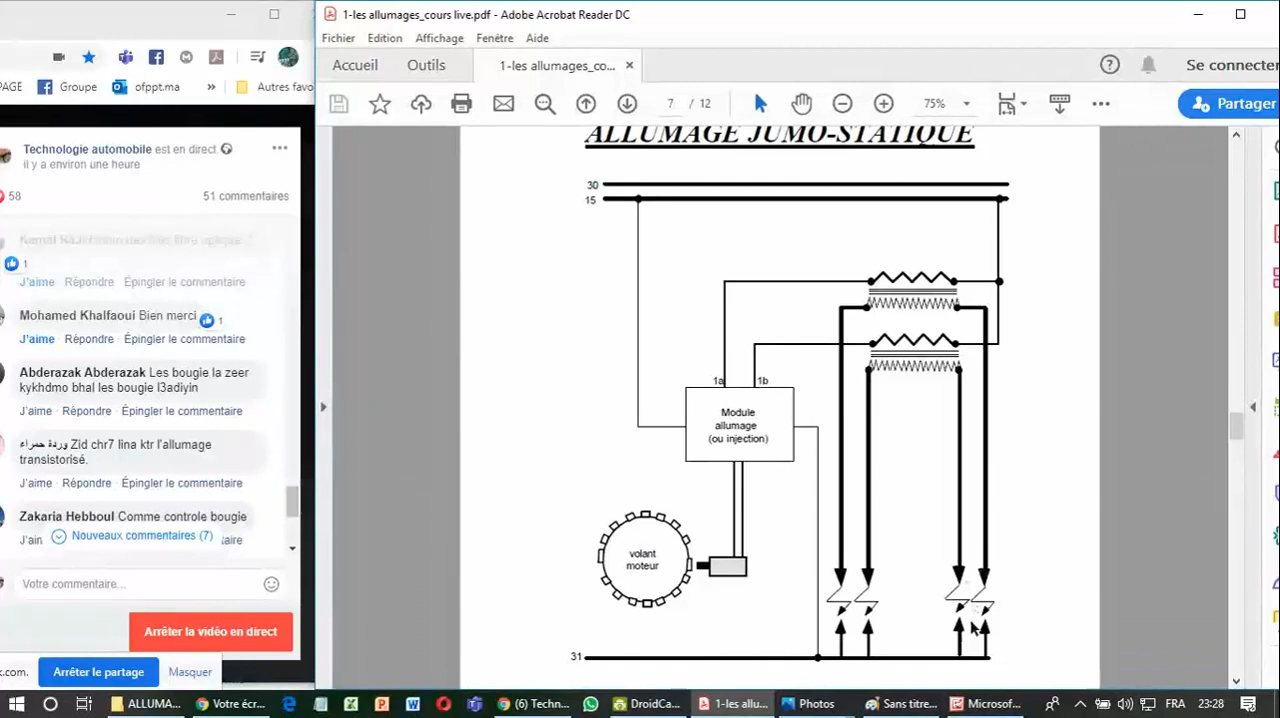 1-les allumages_cours live.pdf - Adobe Acrobat Reader DC
Fichier Edition Affichage Fenêtre Aide
Accueil Outils 1-les allumages_co... × Se connecter
7 / 12 75% Partager
PAGE Groupe ofppt.ma » Autres favo
Technologie automobile est en direct
il y a environ une heure
58 51 commentaires
1
J'aime Répondre Épingler le commentaire
Mohamed Khalfaoui Bien merci 1
J'aime Répondre Épingler le commentaire
Abderazak Abderazak Les bougie la zeer
kykhdmo bhal les bougie l3adiyin
J'aime Répondre Épingler le commentaire
وردة حمراء Zid chr7 lina ktr l'allumage
transistorisé.
J'aime Répondre Épingler le commentaire
Zakaria Hebboul Comme controle bougie
J'ain Nouveaux commentaires (7) taire
Votre commentaire...
Arrêter la vidéo en direct
k.com. Arrêter le partage Masquer
ALLUMAGE JUMO-STATIQUE
30
15
1a 1b
Module
allumage
(ou injection)
volant
moteur
31
ALLUMA... Votre écr... (7) Techn... DroidCa... 1-les allu... Photos Sans titre... Microsof... FRA 23:28